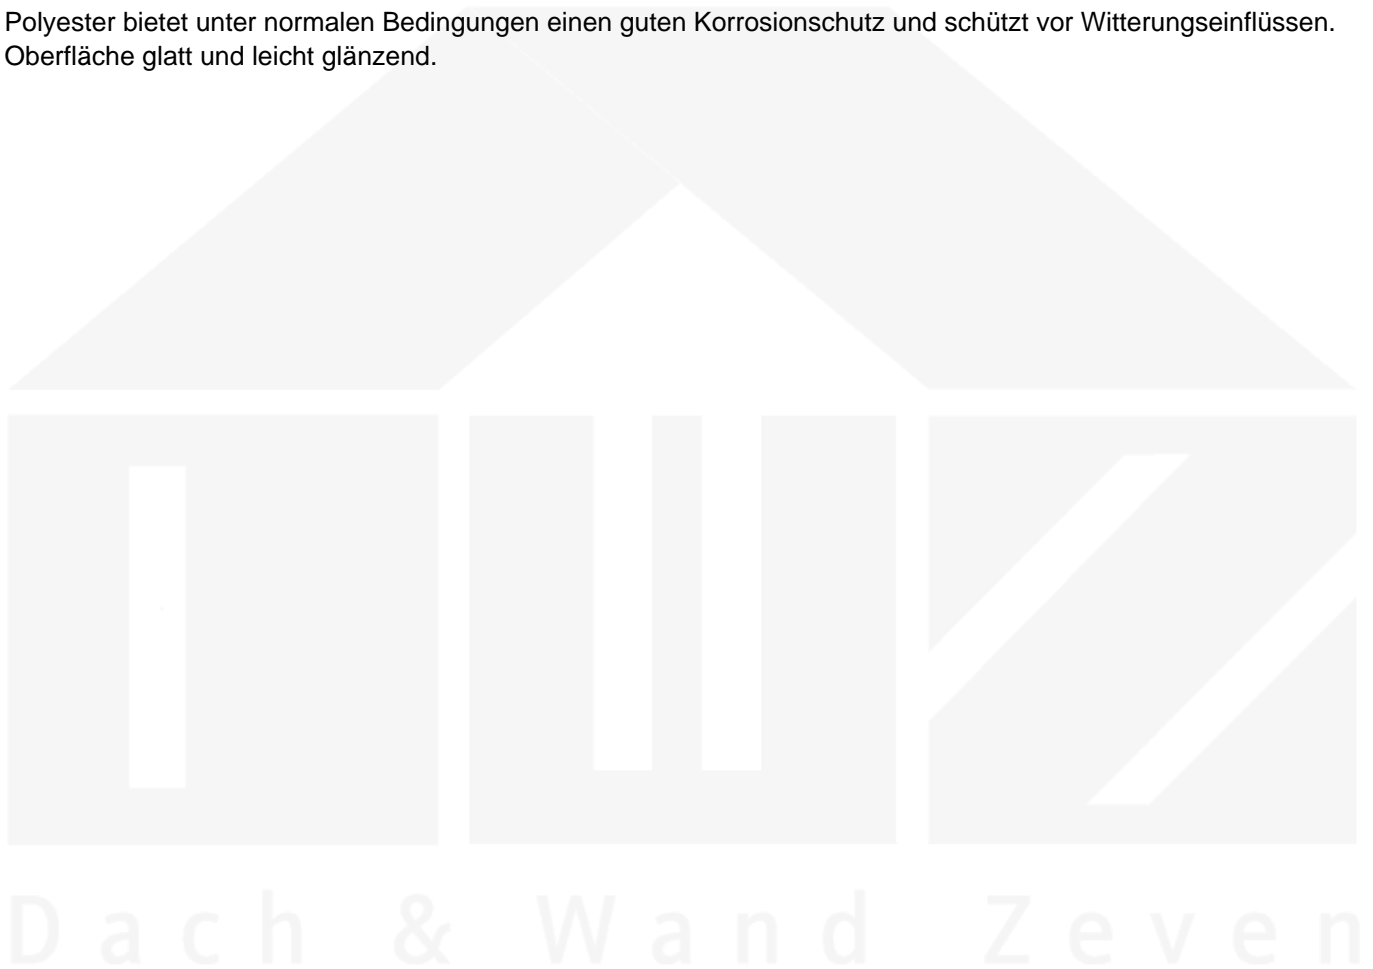 Polyester bietet unter normalen Bedingungen einen guten Korrosionschutz und schützt vor Witterungseinflüssen.
Oberfläche glatt und leicht glänzend.
Dach & Wand Zeven